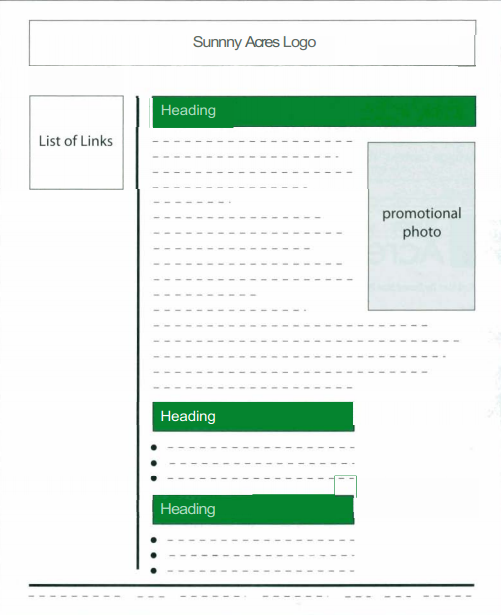 Sunnny Acres Logo
List of Links
Heading
promotional
photo
Heading
Heading